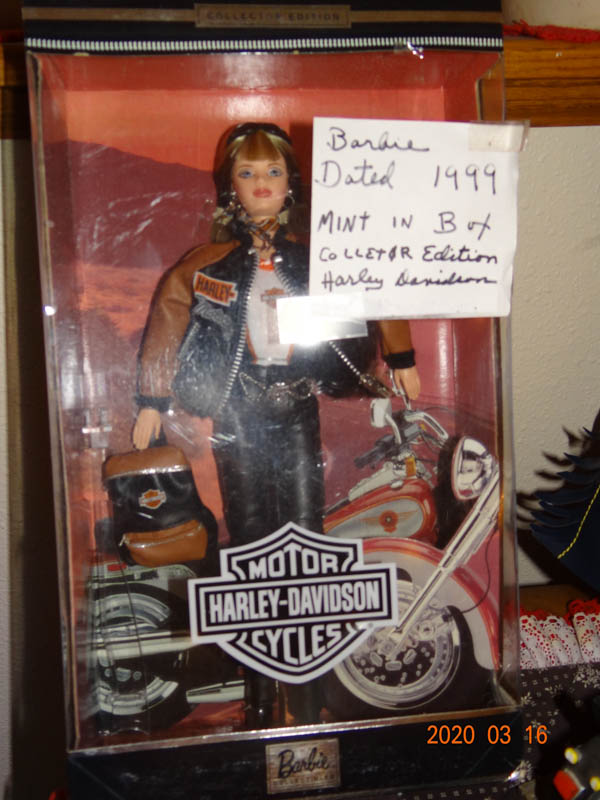 COLLECTOR EDITION
Barbie
Dated 1999
MINT IN Box
COLLETOR Edition
Harley Davidson
HARLEY-
MOTOR
HARLEY-DAVIDSON
CYCLES
Barbie
COLLECTIBLES
2020 03 16